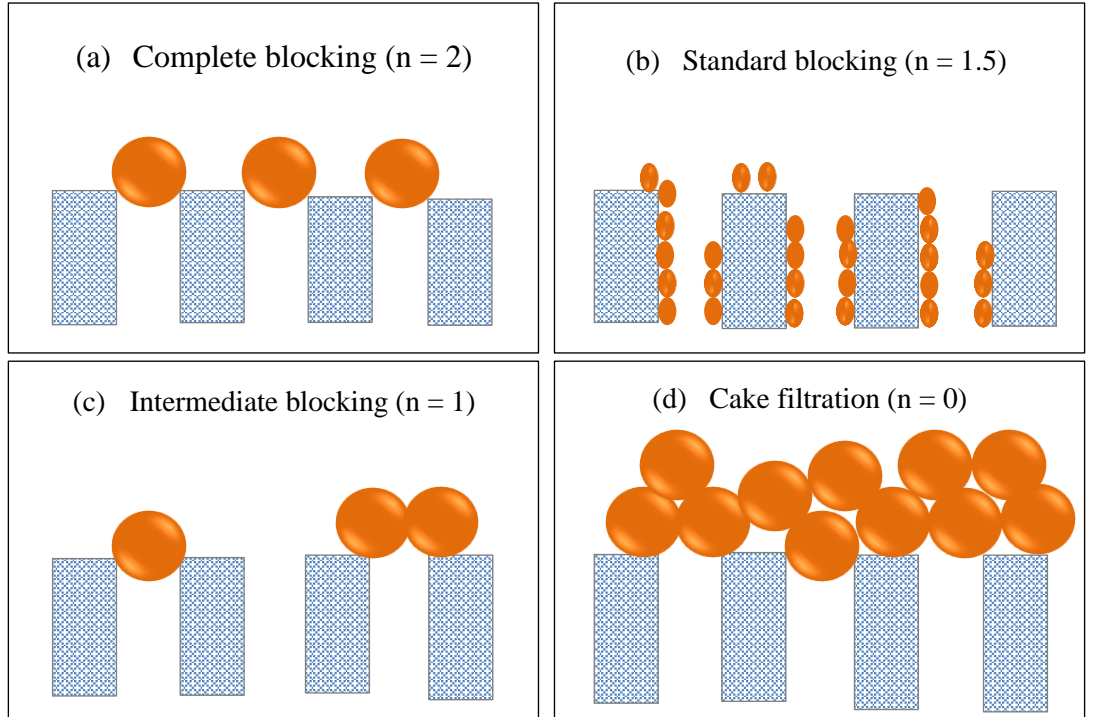 (a) Complete blocking (n = 2)
(b) Standard blocking (n = 1.5)
(c) Intermediate blocking (n = 1)
(d) Cake filtration (n = 0)